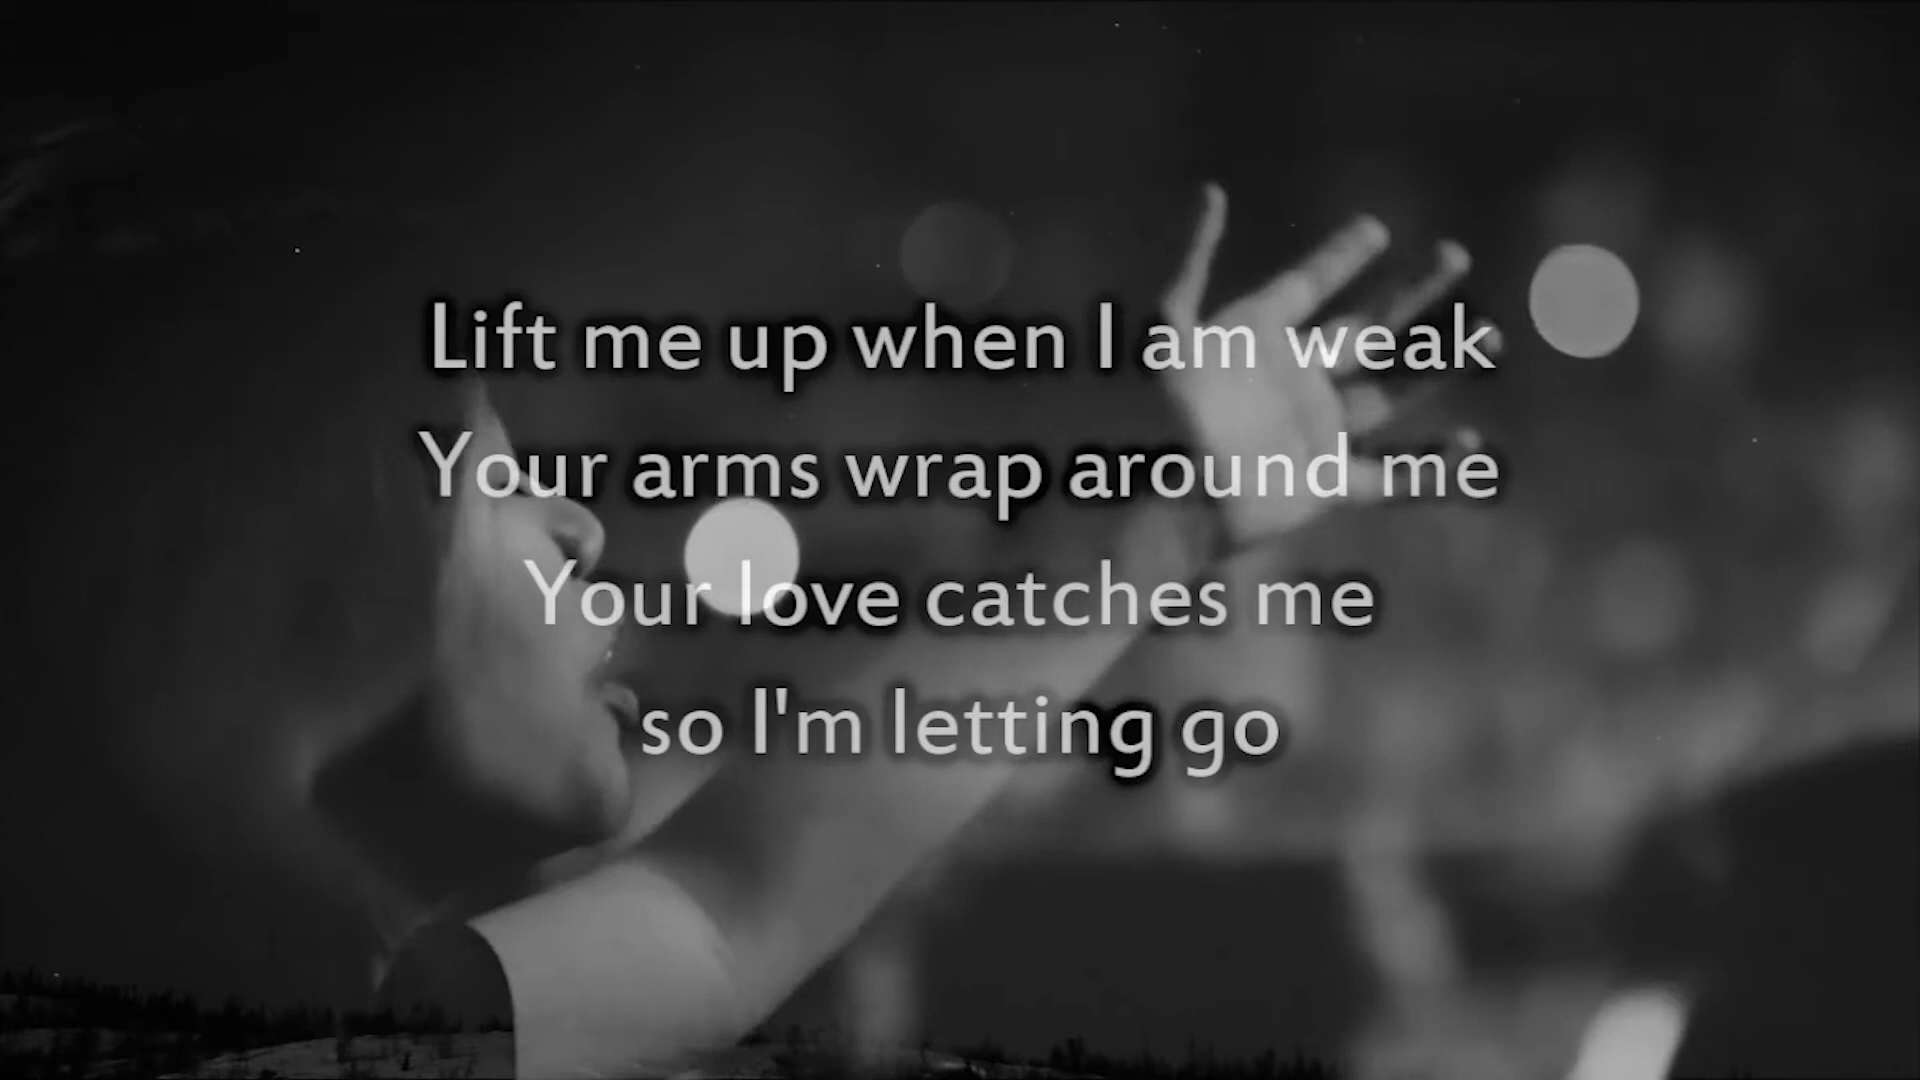 Lift me up when I am weak
Your arms wrap around me
Your love catches me
so I'm letting go